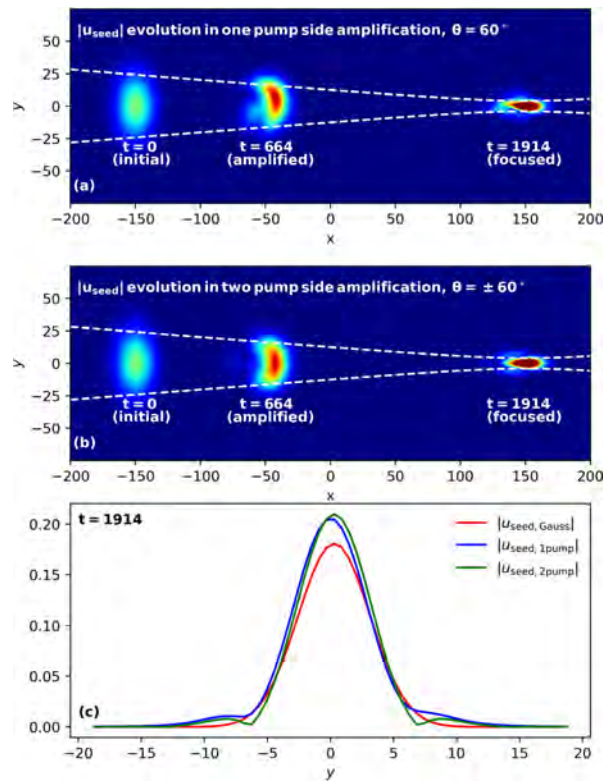 |u_seed| evolution in one pump side amplification, θ = 60°
75
50
25
0
−25
−50
y
t = 0
(initial)
t = 664
(amplified)
t = 1914
(focused)
(a)
−200 −150 −100 −50 0 50 100 150 200
x
|u_seed| evolution in two pump side amplification, θ = ± 60°
75
50
25
0
−25
−50
y
t = 0
(initial)
t = 664
(amplified)
t = 1914
(focused)
(b)
−200 −150 −100 −50 0 50 100 150 200
x
t = 1914
|u_seed, Gauss|
|u_seed, 1pump|
|u_seed, 2pump|
0.20
0.15
0.10
0.05
0.00
(c)
−20 −15 −10 −5 0 5 10 15 20
y